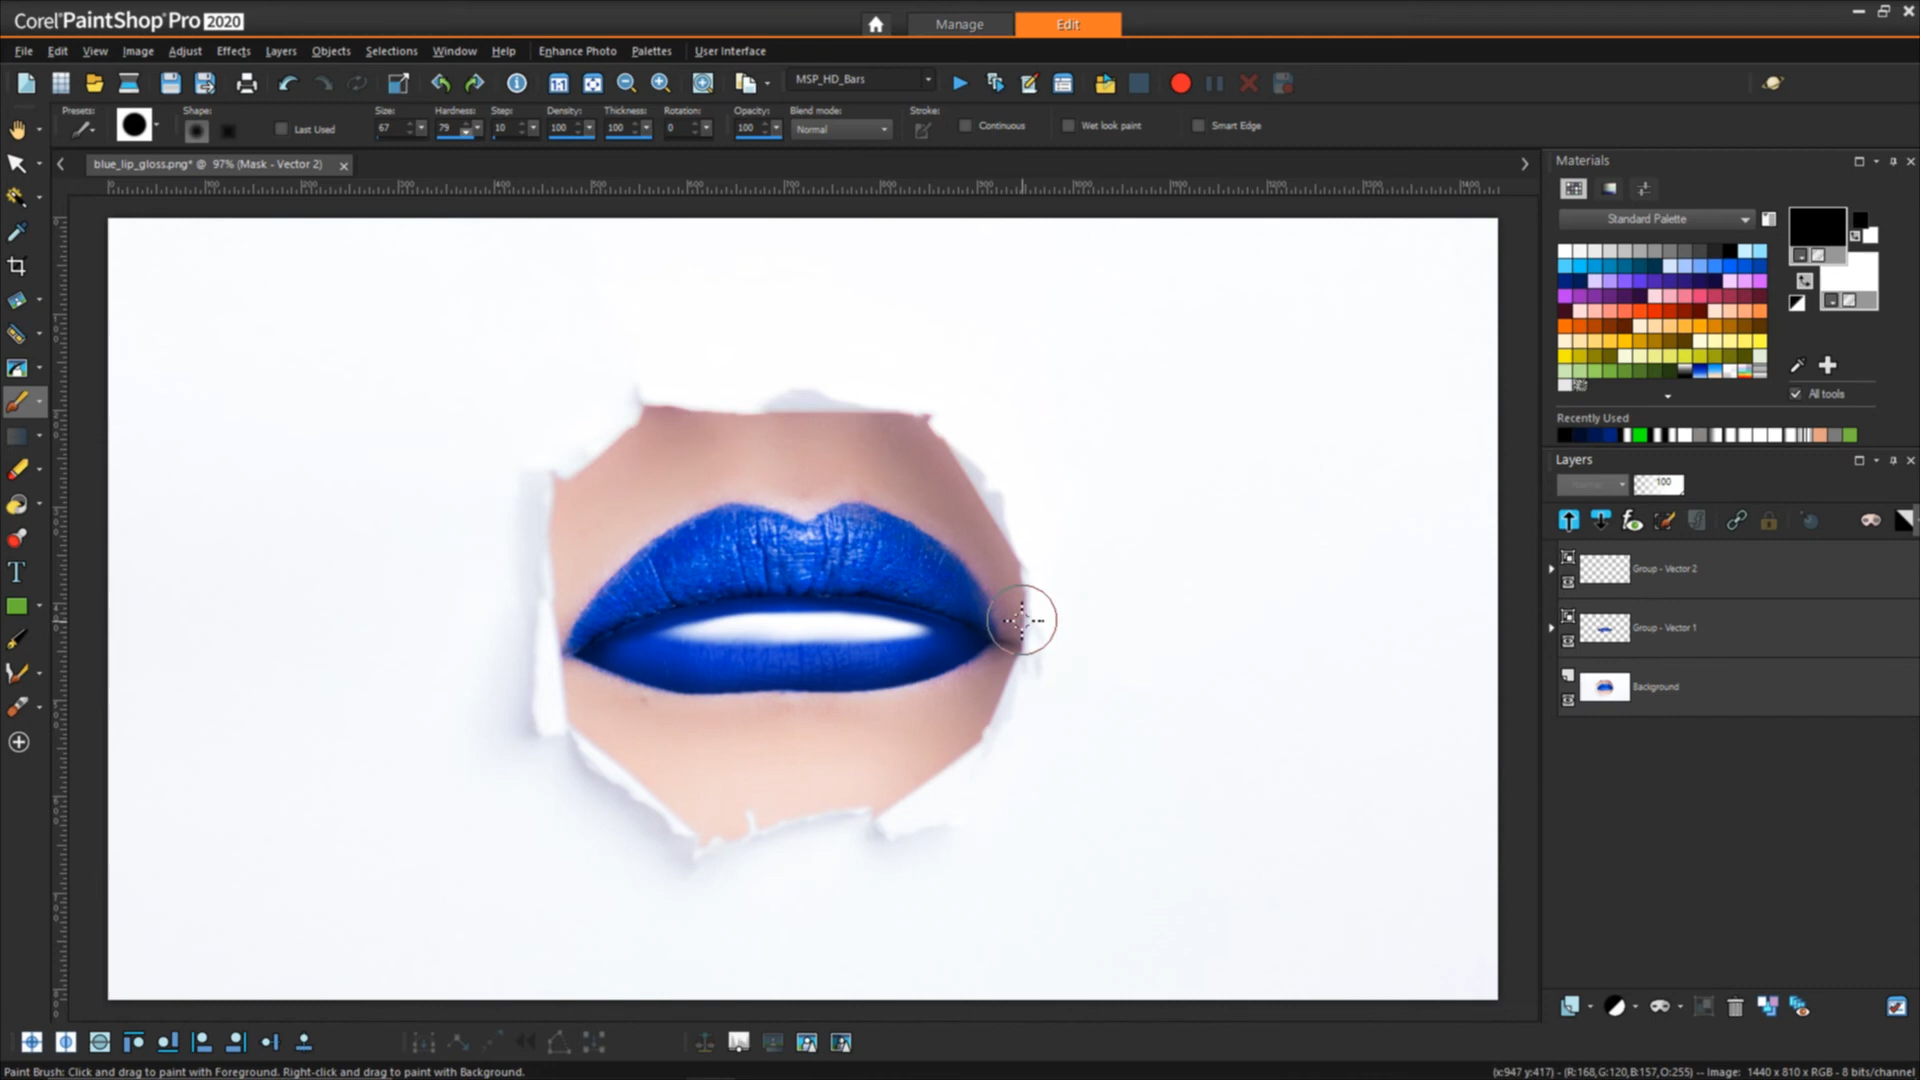 Corel PaintShop Pro 2020
Manage
Edit
File Edit View Image Adjust Effects Layers Objects Selections Window Help Enhance Photo Palettes User Interface
MSP_HD_Bars
Presets: Shape: Size: Hardness: Step: Density: Thickness: Rotation: Opacity: Blend mode: Stroke:
Last Used 67 79 10 100 100 0 100 Normal Continuous Wet look paint Smart Edge
blue_lip_gloss.png* @ 97% (Mask - Vector 2)
Materials
Standard Palette
All tools
Recently Used
Layers
Normal 100
Group - Vector 2
Group - Vector 1
Background
Paint Brush: Click and drag to paint with Foreground. Right-click and drag to paint with Background.
(x:947 y:417) - (R:168,G:120,B:157,O:255) -- Image: 1440 x 810 x RGB - 8 bits/channel